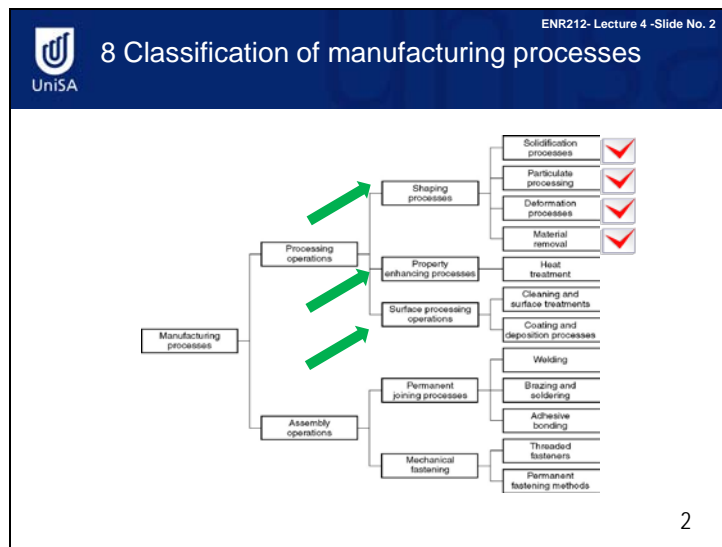 ENR212- Lecture 4 -Slide No. 2
8 Classification of manufacturing processes
UniSA
Solidification
processes
Particulate
processing
Shaping
processes
Deformation
processes
Material
removal
Processing
operations
Property
enhancing processes
Heat
treatment
Cleaning and
surface treatments
Surface processing
operations
Coating and
deposition processes
Manufacturing
processes
Welding
Permanent
joining processes
Brazing and
soldering
Adhesive
bonding
Assembly
operations
Threaded
fasteners
Mechanical
fastening
Permanent
fastening methods
2